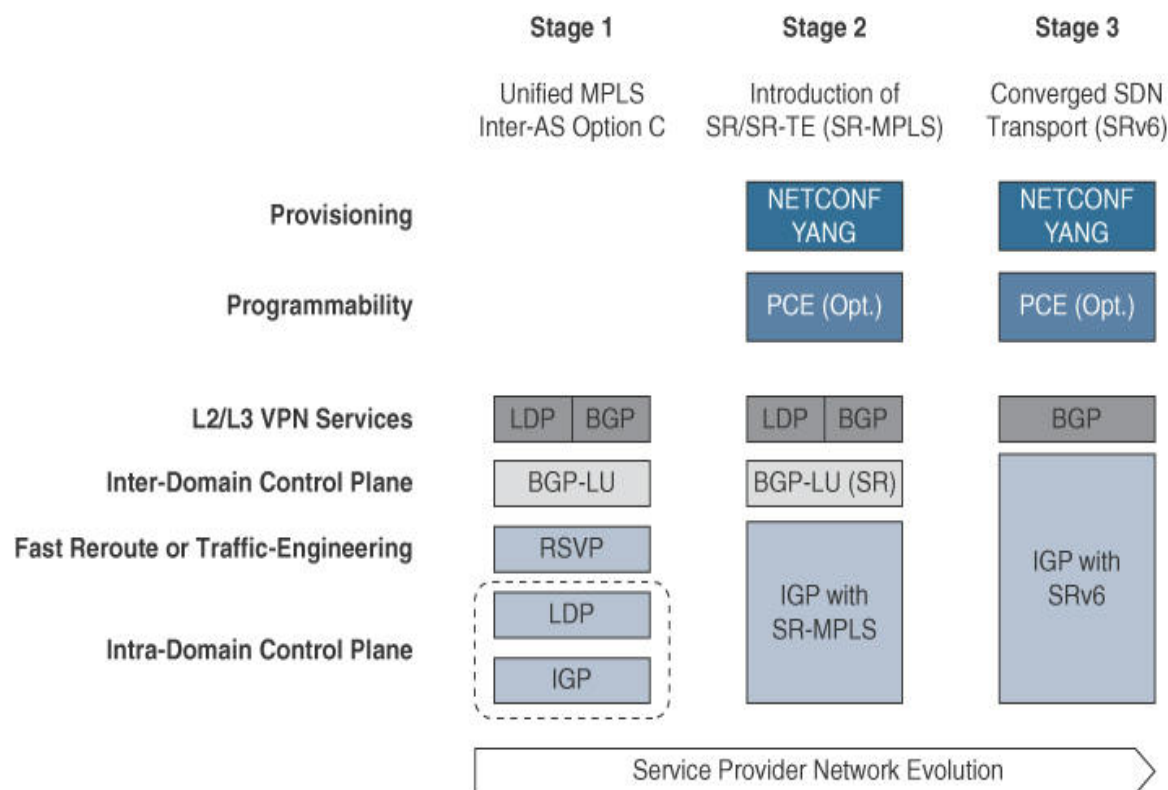 Stage 1
Stage 2
Stage 3
Unified MPLS
Inter-AS Option C
Introduction of
SR/SR-TE (SR-MPLS)
Converged SDN
Transport (SRv6)
Provisioning
NETCONF
YANG
NETCONF
YANG
Programmability
PCE (Opt.)
PCE (Opt.)
L2/L3 VPN Services
LDP
BGP
LDP
BGP
BGP
Inter-Domain Control Plane
BGP-LU
BGP-LU (SR)
Fast Reroute or Traffic-Engineering
RSVP
IGP with
SR-MPLS
IGP with
SRv6
Intra-Domain Control Plane
LDP
IGP
Service Provider Network Evolution